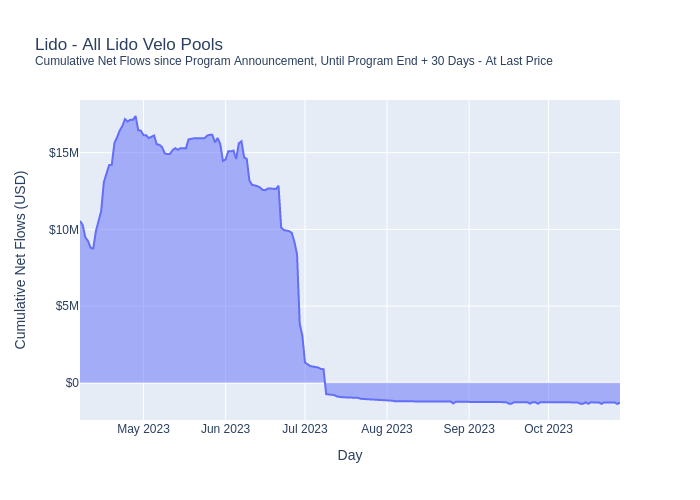 Lido - All Lido Velo Pools
Cumulative Net Flows since Program Announcement, Until Program End + 30 Days - At Last Price
Cumulative Net Flows (USD)
$15M
$10M
$5M
$0
May 2023
Jun 2023
Jul 2023
Aug 2023
Sep 2023
Oct 2023
Day